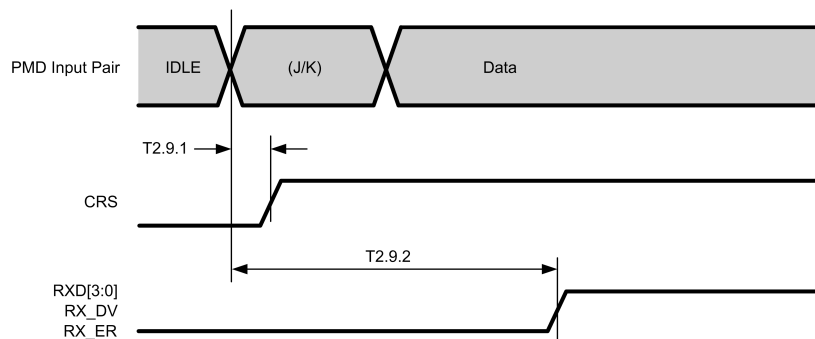 PMD Input Pair IDLE (J/K) Data
T2.9.1
CRS
T2.9.2
RXD[3:0]
RX_DV
RX_ER